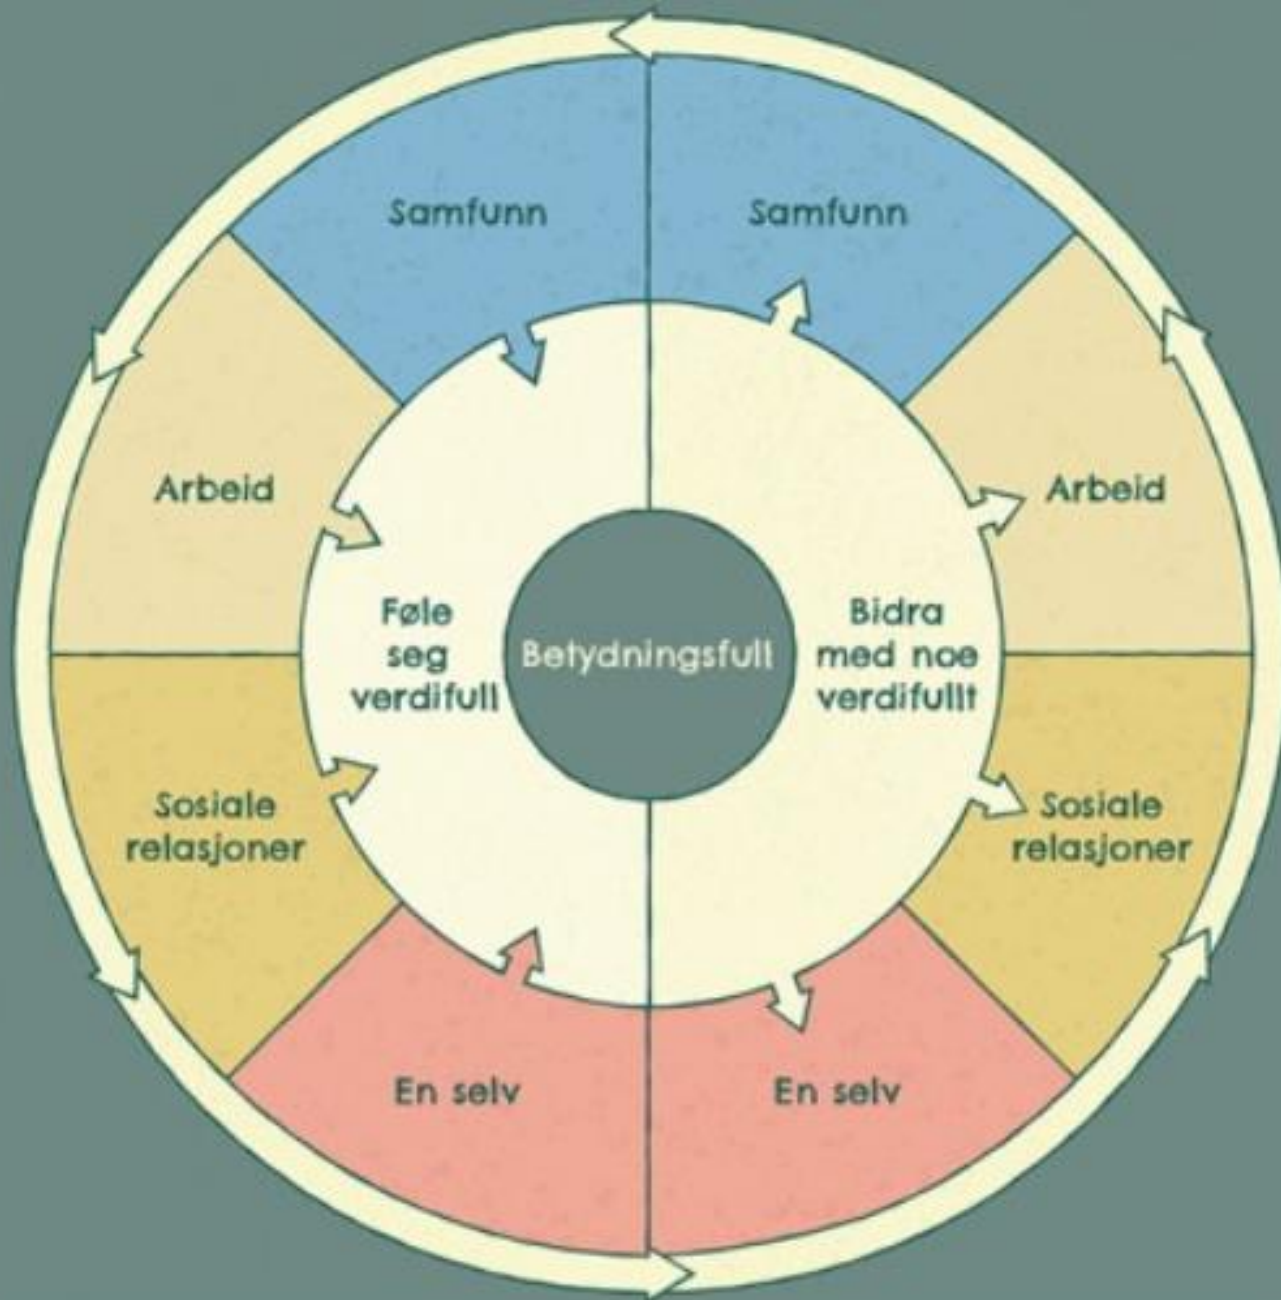 Samfunn
Samfunn
Arbeid
Arbeid
Føle
seg
verdifull
Betydningsfull
Bidra
med noe
verdifullt
Sosiale
relasjoner
Sosiale
relasjoner
En selv
En selv